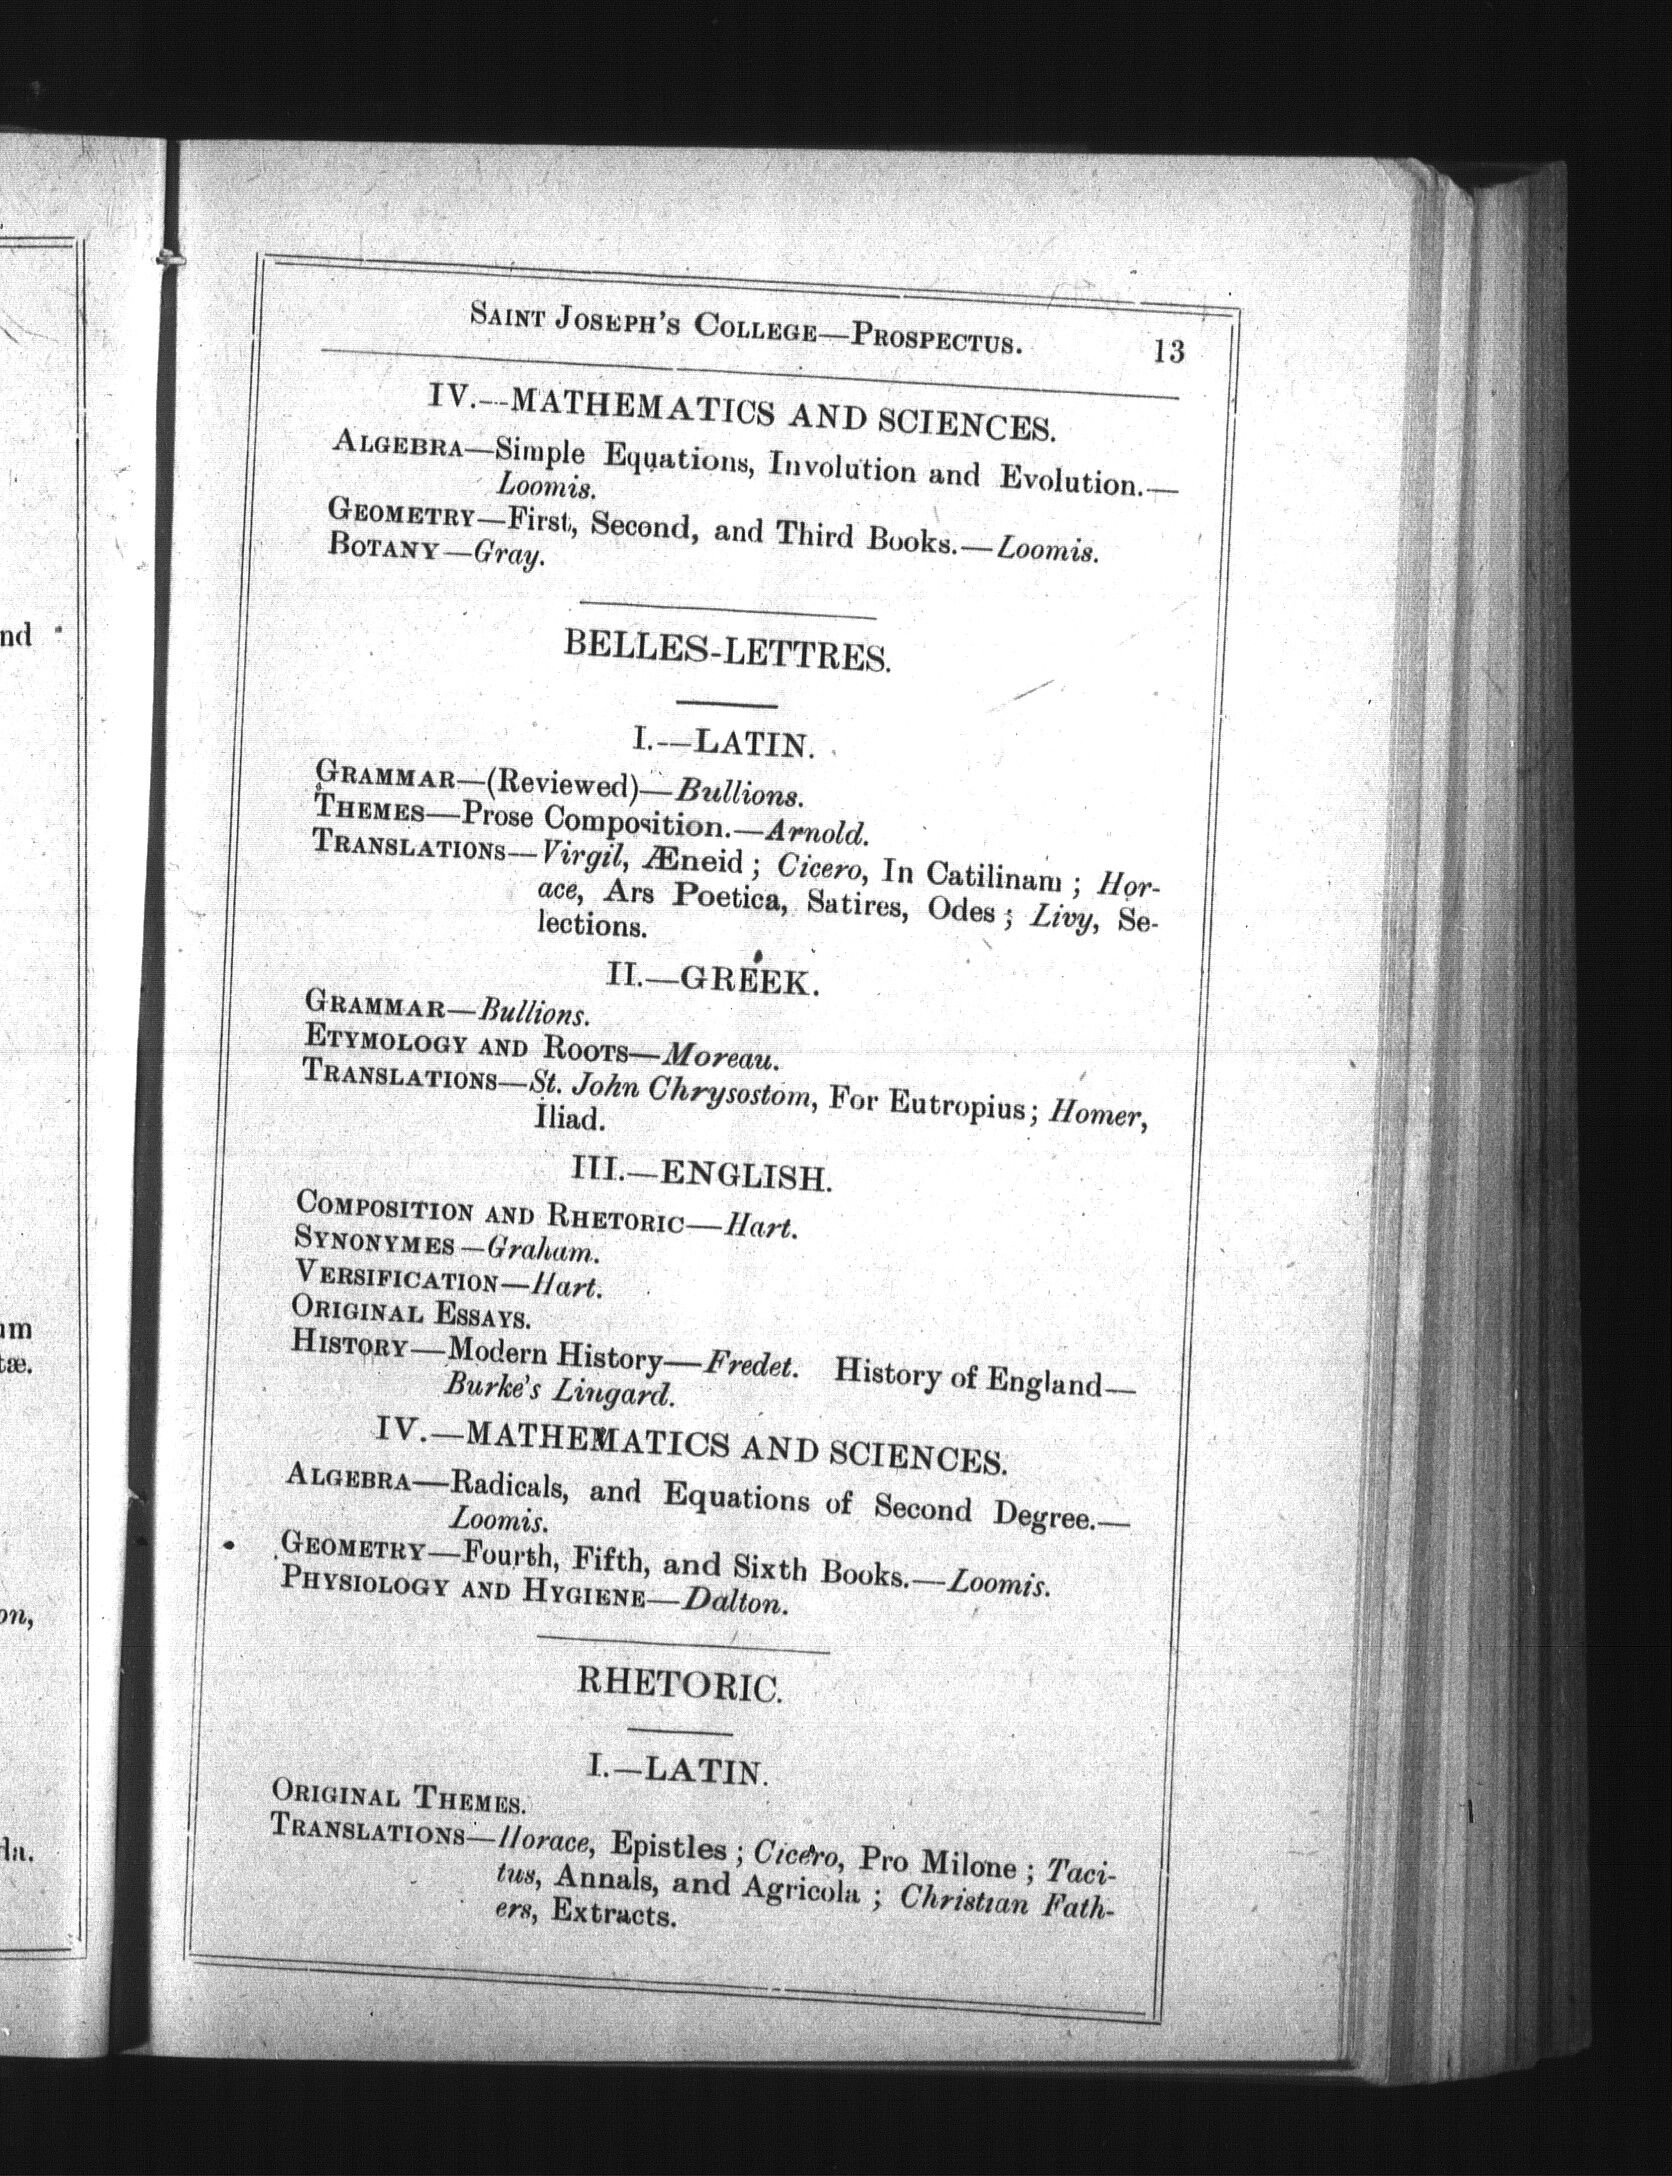 nd
um
tæ.
on,
da.
SAINT JOSEPH'S COLLEGE—PROSPECTUS. 13
IV.—MATHEMATICS AND SCIENCES.
ALGEBRA—Simple Equations, Involution and Evolution.—
Loomis.
GEOMETRY—First, Second, and Third Books.—Loomis.
BOTANY—Gray.
BELLES-LETTRES.
I.—LATIN.
GRAMMAR—(Reviewed)—Bullions.
THEMES—Prose Composition.—Arnold.
TRANSLATIONS—Virgil, Æneid ; Cicero, In Catilinam ; Hor-
ace, Ars Poetica, Satires, Odes ; Livy, Se-
lections.
II.—GREEK.
GRAMMAR—Bullions.
ETYMOLOGY AND ROOTS—Moreau.
TRANSLATIONS—St. John Chrysostom, For Eutropius; Homer,
Iliad.
III.—ENGLISH.
COMPOSITION AND RHETORIC—Hart.
SYNONYMES—Graham.
VERSIFICATION—Hart.
ORIGINAL ESSAYS.
HISTORY—Modern History—Fredet. History of England—
Burke's Lingard.
IV.—MATHEMATICS AND SCIENCES.
ALGEBRA—Radicals, and Equations of Second Degree.—
Loomis.
GEOMETRY—Fourth, Fifth, and Sixth Books.—Loomis.
PHYSIOLOGY AND HYGIENE—Dalton.
RHETORIC.
I.—LATIN.
ORIGINAL THEMES.
TRANSLATIONS—Horace, Epistles ; Cicero, Pro Milone ; Taci-
tus, Annals, and Agricola ; Christian Fath-
ers, Extracts.